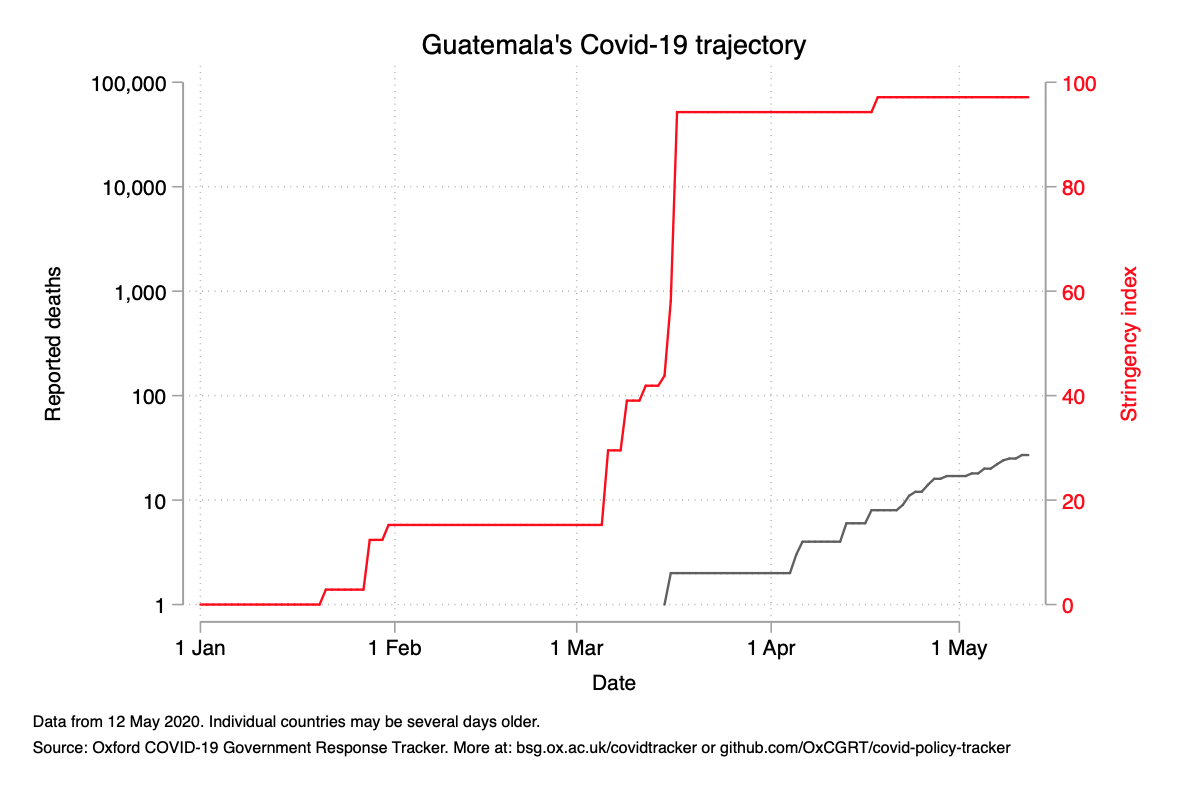 Guatemala's Covid-19 trajectory
100,000
10,000
1,000
100
10
1
Reported deaths
100
80
60
40
20
0
Stringency index
1 Jan
1 Feb
1 Mar
1 Apr
1 May
Date
Data from 12 May 2020. Individual countries may be several days older.
Source: Oxford COVID-19 Government Response Tracker. More at: bsg.ox.ac.uk/covidtracker or github.com/OxCGRT/covid-policy-tracker